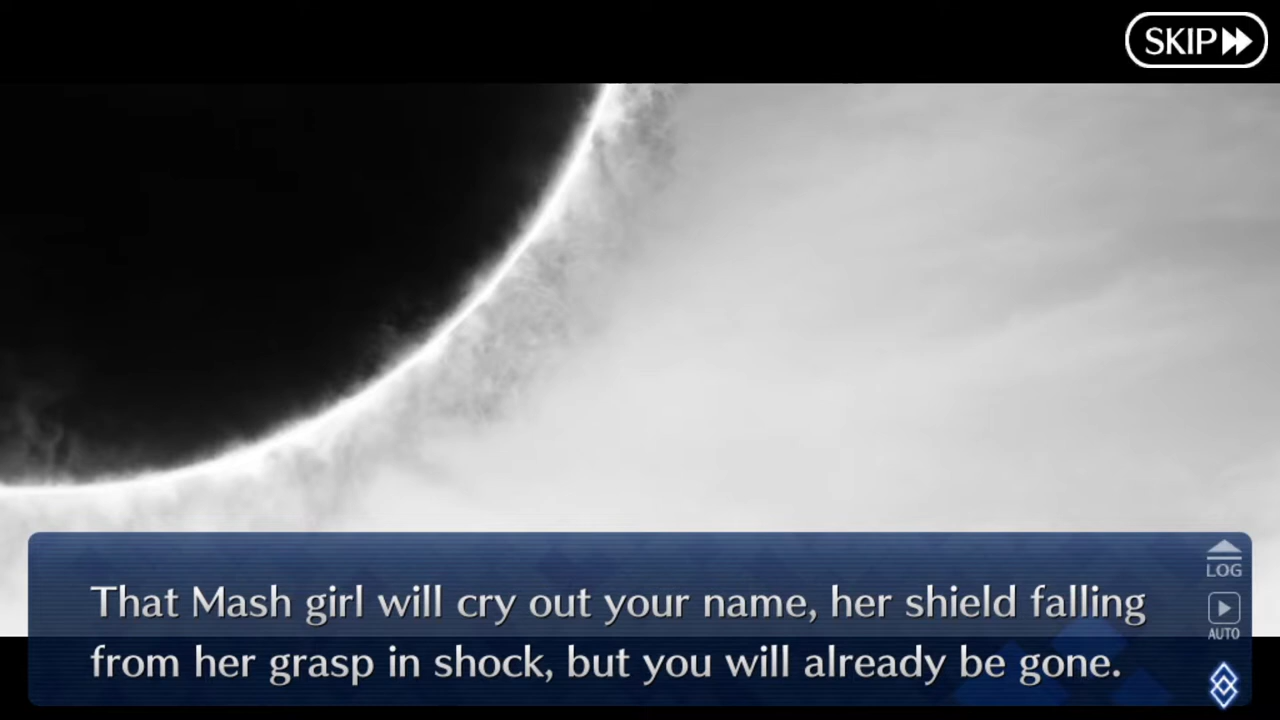 SKIP
That Mash girl will cry out your name, her shield falling
from her grasp in shock, but you will already be gone.
LOG
AUTO